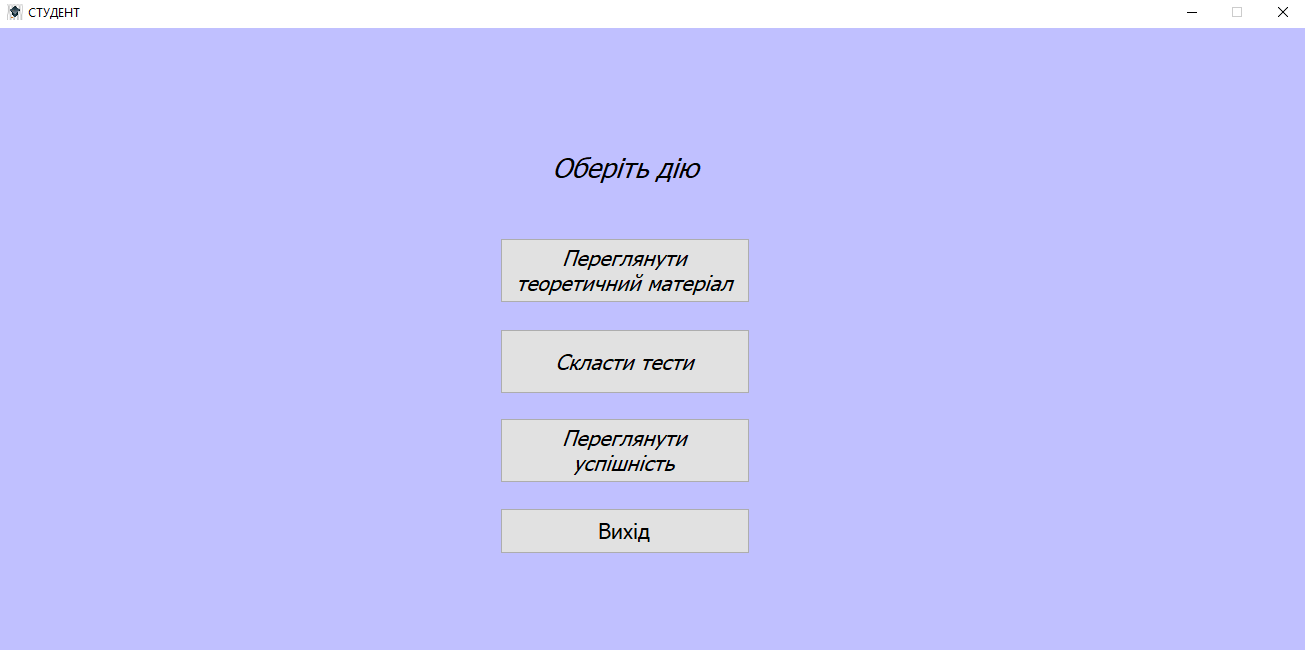 СТУДЕНТ
Оберіть дію
Переглянути
теоретичний матеріал
Скласти тести
Переглянути
успішність
Вихід